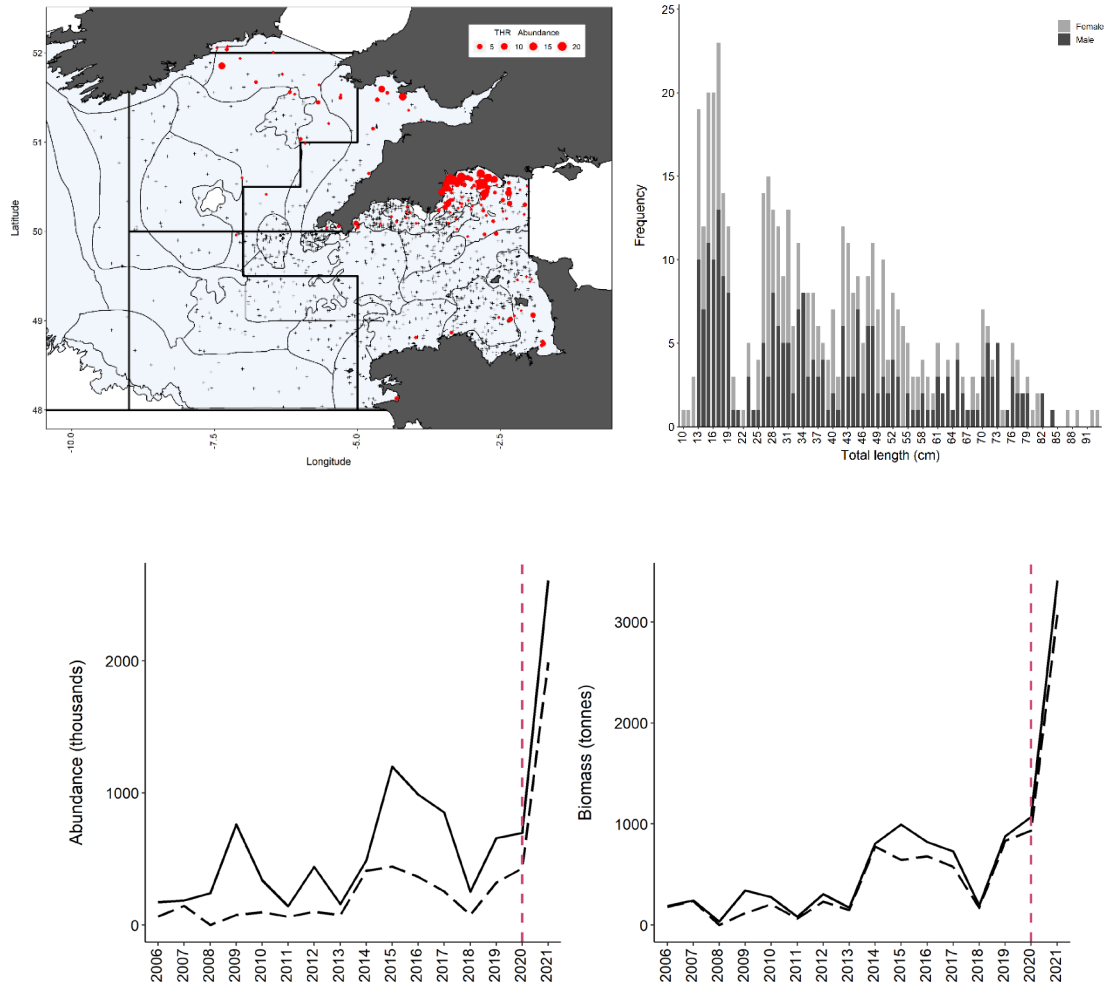 THR Abundance
5 10 15 20
52
51
50
49
48
Latitude
-10.0 -7.5 -5.0 -2.5
Longitude
Female
Male
25
20
15
10
5
0
Frequency
10 13 16 19 22 25 28 31 34 37 40 43 46 49 52 55 58 61 64 67 70 73 76 79 82 85 88 91
Total length (cm)
2000
1000
0
Abundance (thousands)
2006 2007 2008 2009 2010 2011 2012 2013 2014 2015 2016 2017 2018 2019 2020 2021
3000
2000
1000
0
Biomass (tonnes)
2006 2007 2008 2009 2010 2011 2012 2013 2014 2015 2016 2017 2018 2019 2020 2021